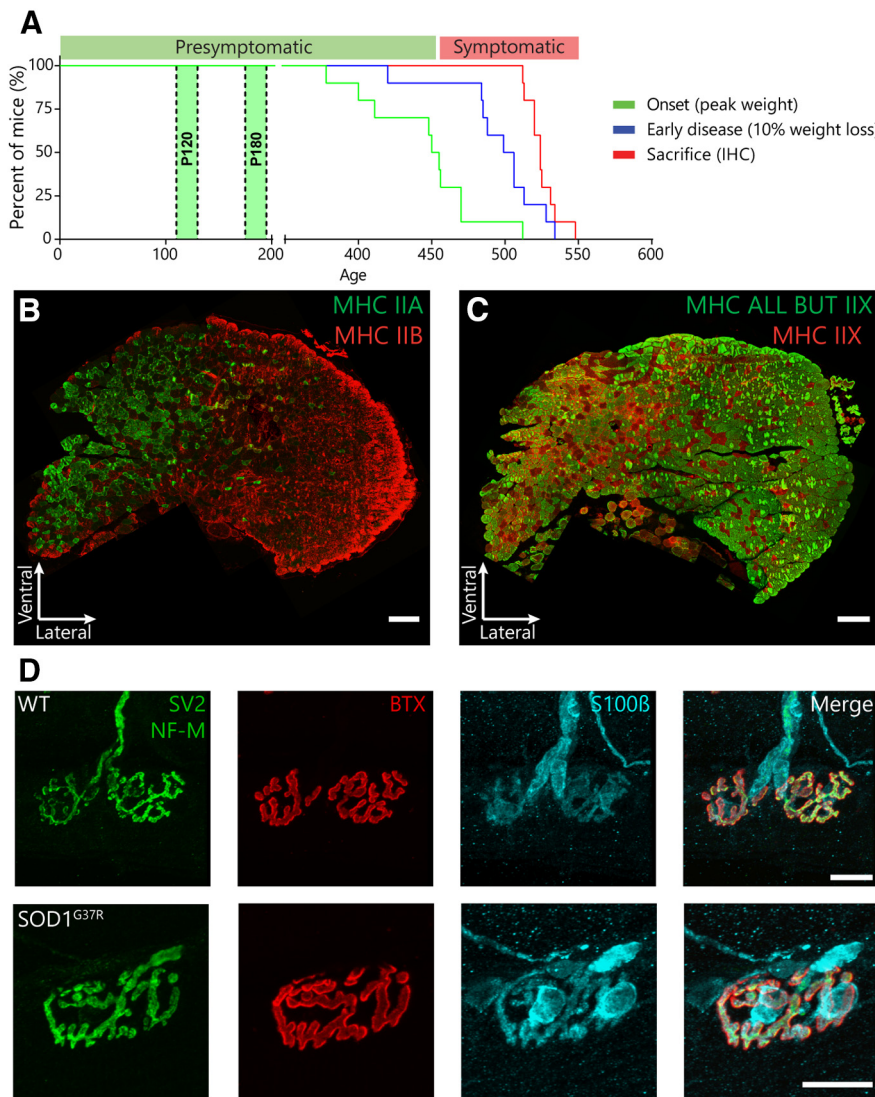 A
Presymptomatic
Symptomatic
Percent of mice (%)
100
75
50
25
0
P120
P180
0
100
200
400
450
500
550
600
Age
Onset (peak weight)
Early disease (10% weight loss)
Sacrifice (IHC)
B
MHC IIA
MHC IIB
Ventral
Lateral
C
MHC ALL BUT IIX
MHC IIX
Ventral
Lateral
D
WT
SV2
NF-M
BTX
S100ß
Merge
SOD1G37R